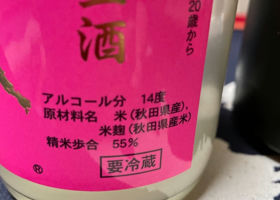 20歳から
生酒
アルコール分 14度
原材料名 米(秋田県産)、
米麹(秋田県産米)
精米歩合 55%
要冷蔵
®